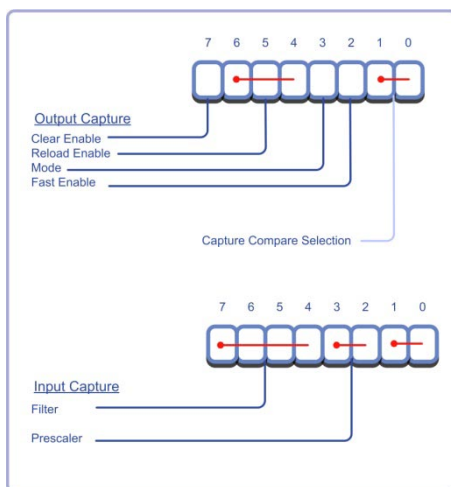 7 6 5 4 3 2 1 0
Output Capture
Clear Enable
Reload Enable
Mode
Fast Enable
Capture Compare Selection
7 6 5 4 3 2 1 0
Input Capture
Filter
Prescaler